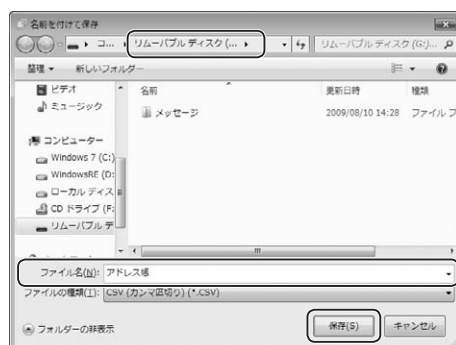 名前を付けて保存
コ... リムーバブル ディスク (... リムーバブル ディスク (G:)...
整理 新しいフォルダー
ビデオ
ミュージック
コンピューター
Windows 7 (C:)
WindowsRE (D:
ローカル ディス
CD ドライブ (F:
リムーバブル デ
名前 更新日時 種類
メッセージ 2009/08/10 14:28 ファイル フ
ファイル名(N): アドレス帳
ファイルの種類(T): CSV (カンマ区切り) (*.CSV)
フォルダーの非表示 保存(S) キャンセル